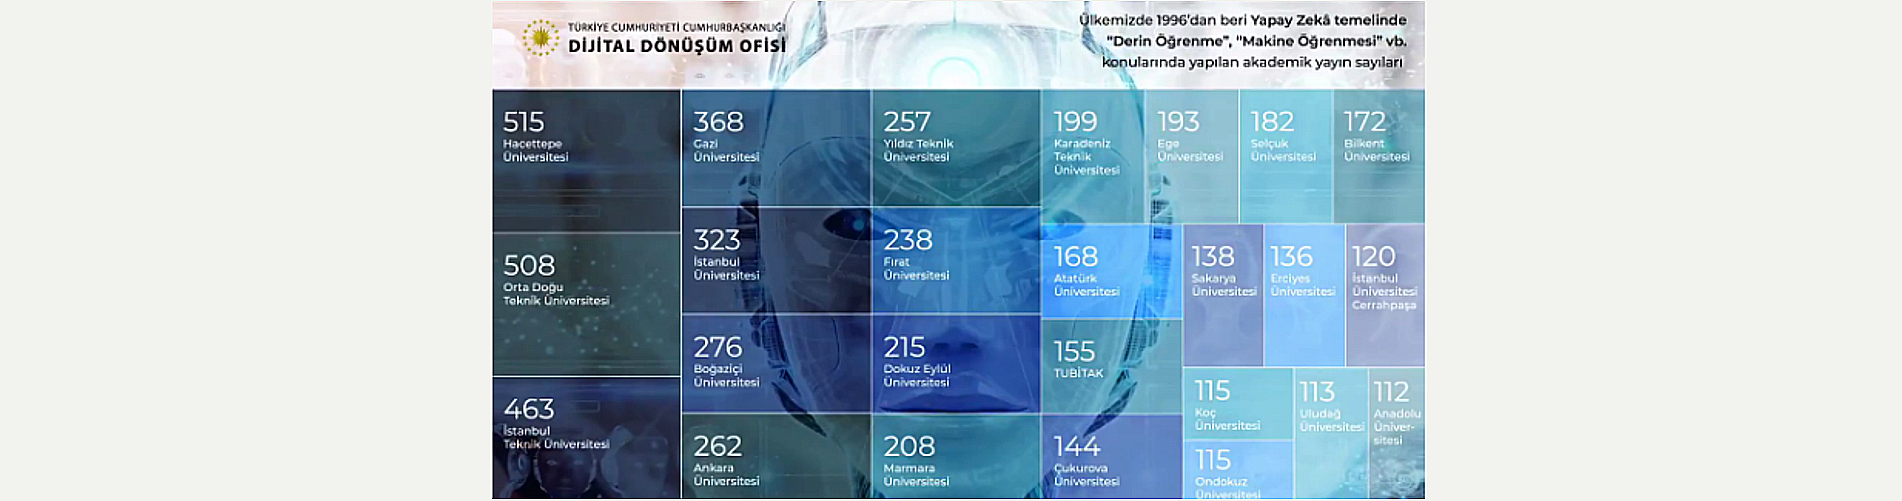 TÜRKİYE CUMHURİYETİ CUMHURBAŞKANLIĞI
DİJİTAL DÖNÜŞÜM OFİSİ
Ülkemizde 1996'dan beri Yapay Zekâ temelinde
"Derin Öğrenme", "Makine Öğrenmesi" vb.
konularında yapılan akademik yayın sayıları
515
Hacettepe
Üniversitesi
508
Orta Doğu
Teknik Üniversitesi
463
İstanbul
Teknik Üniversitesi
368
Gazi
Üniversitesi
323
İstanbul
Üniversitesi
276
Boğaziçi
Üniversitesi
262
Ankara
Üniversitesi
257
Yıldız Teknik
Üniversitesi
238
Fırat
Üniversitesi
215
Dokuz Eylül
Üniversitesi
208
Marmara
Üniversitesi
199
Karadeniz
Teknik
Üniversitesi
193
Ege
Üniversitesi
182
Selçuk
Üniversitesi
172
Bilkent
Üniversitesi
168
Atatürk
Üniversitesi
155
TUBİTAK
144
Çukurova
Üniversitesi
138
Sakarya
Üniversitesi
136
Erciyes
Üniversitesi
120
İstanbul
Üniversitesi
Cerrahpaşa
115
Koç
Üniversitesi
115
Ondokuz
Üniversitesi
113
Uludağ
Üniversitesi
112
Anadolu
Üniver-
sitesi